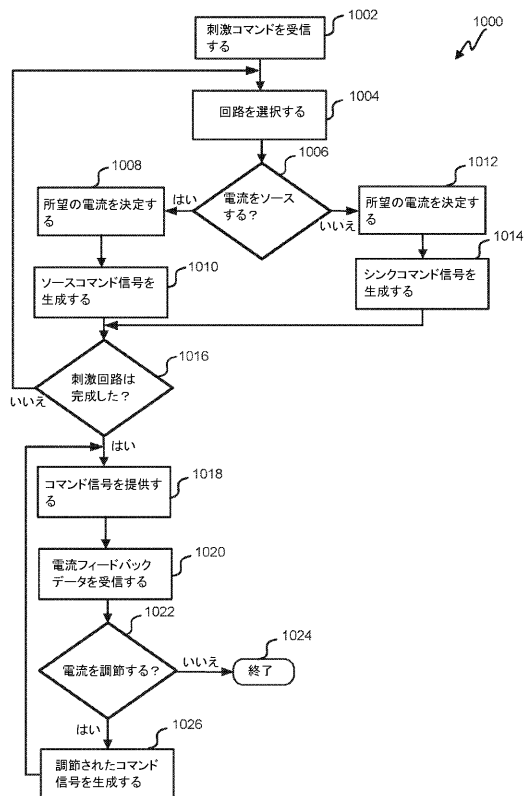 刺激コマンドを受信
する
1002
1000
回路を選択する
1004
1006
電流をソース
する?
はい
いいえ
1008
所望の電流を決定す
る
1012
所望の電流を決定す
る
1010
ソースコマンド信号を
生成する
1014
シンクコマンド信号を
生成する
1016
刺激回路は
完成した?
いいえ
はい
1018
コマンド信号を提供す
る
1020
電流フィードバック
データを受信する
1022
電流を調節する?
いいえ
1024
終了
はい
1026
調節されたコマンド
信号を生成する